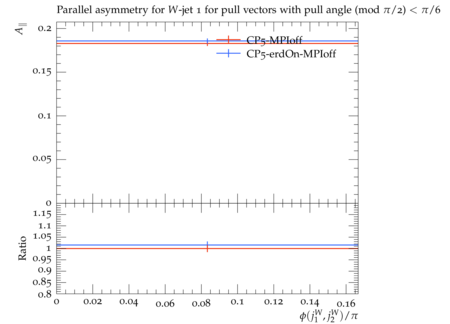 Parallel asymmetry for W-jet 1 for pull vectors with pull angle (mod π/2) < π/6
A||
0.2
0.15
0.1
0.05
0
CP5-MPIoff
CP5-erdOn-MPIoff
Ratio
1.15
1.1
1.05
1
0.95
0.9
0.85
0.8
0 0.02 0.04 0.06 0.08 0.1 0.12 0.14 0.16
ϕ(j₁ᵂ, j₂ᵂ)/π